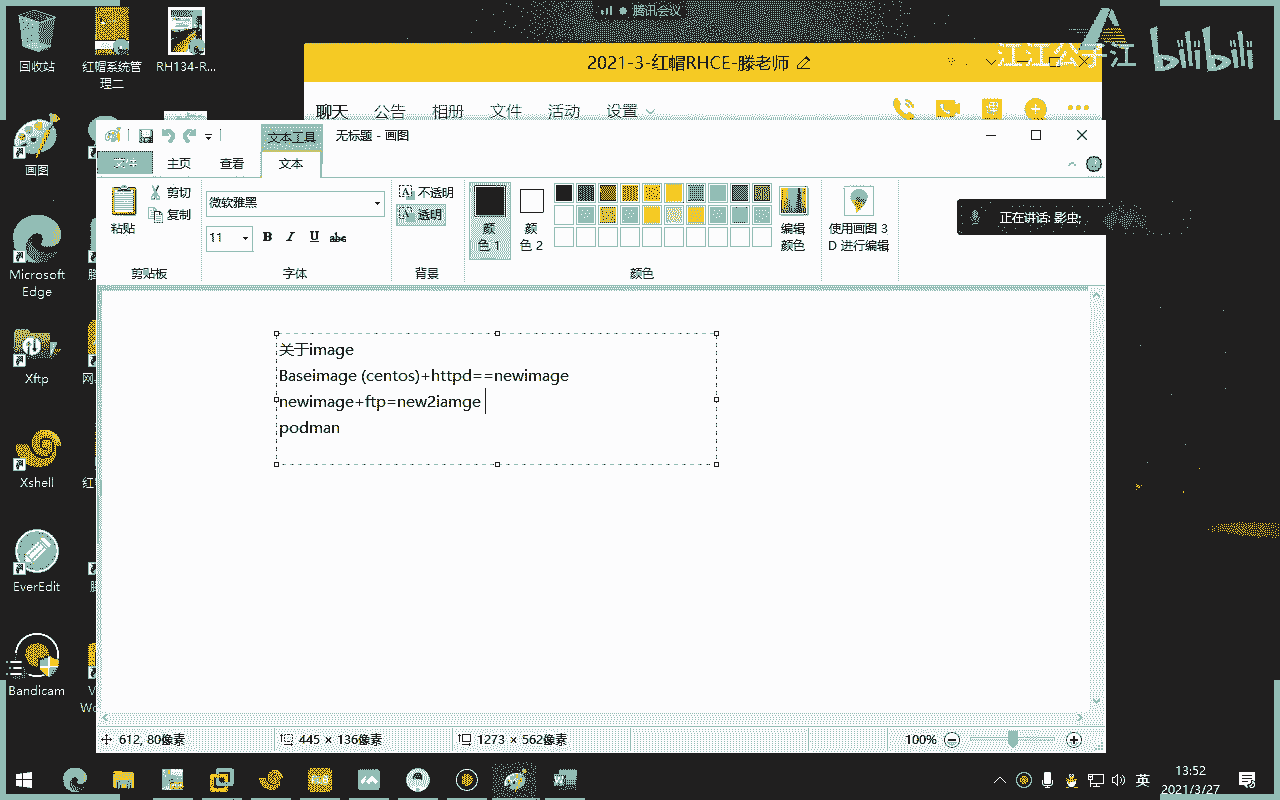 腾讯会议
回收站
红帽系统管
理二
RH134-R...
江江公子江
bilibili
2021-3-红帽RHCE-滕老师
聊天 公告 相册 文件 活动 设置
文本工具
无标题 - 画图
文件 主页 查看 文本
粘贴
剪切
复制
剪贴板
微软雅黑
11
B I U abc
字体
不透明
透明
背景
颜
色 1
颜
色 2
颜色
编辑
颜色
使用画图 3
D 进行编辑
正在讲话: 影虫;
关于image
Baseimage (centos)+httpd==newimage
newimage+ftp=new2iamge
podman
画图
Microsoft
Edge
Xftp
Xshell
EverEdit
Bandicam
612, 80像素
445 × 136像素
1273 × 562像素
100%
英
13:52
2021/3/27